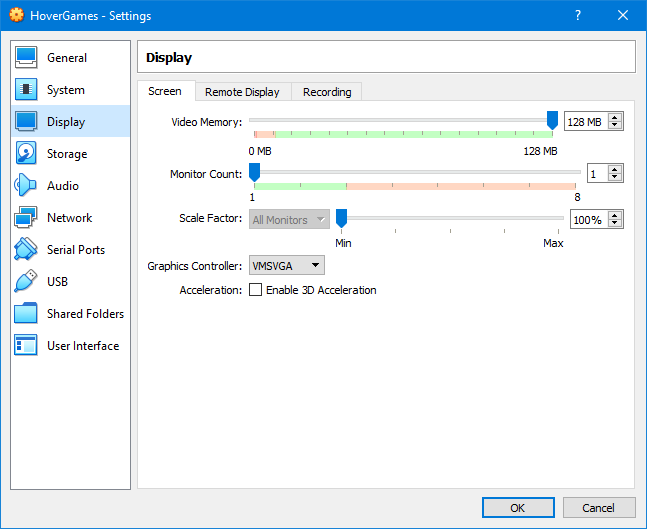 HoverGames - Settings
General
System
Display
Storage
Audio
Network
Serial Ports
USB
Shared Folders
User Interface
Display
Screen Remote Display Recording
Video Memory: 128 MB
0 MB 128 MB
Monitor Count: 1
1 8
Scale Factor: All Monitors 100%
Min Max
Graphics Controller: VMSVGA
Acceleration: Enable 3D Acceleration
OK Cancel